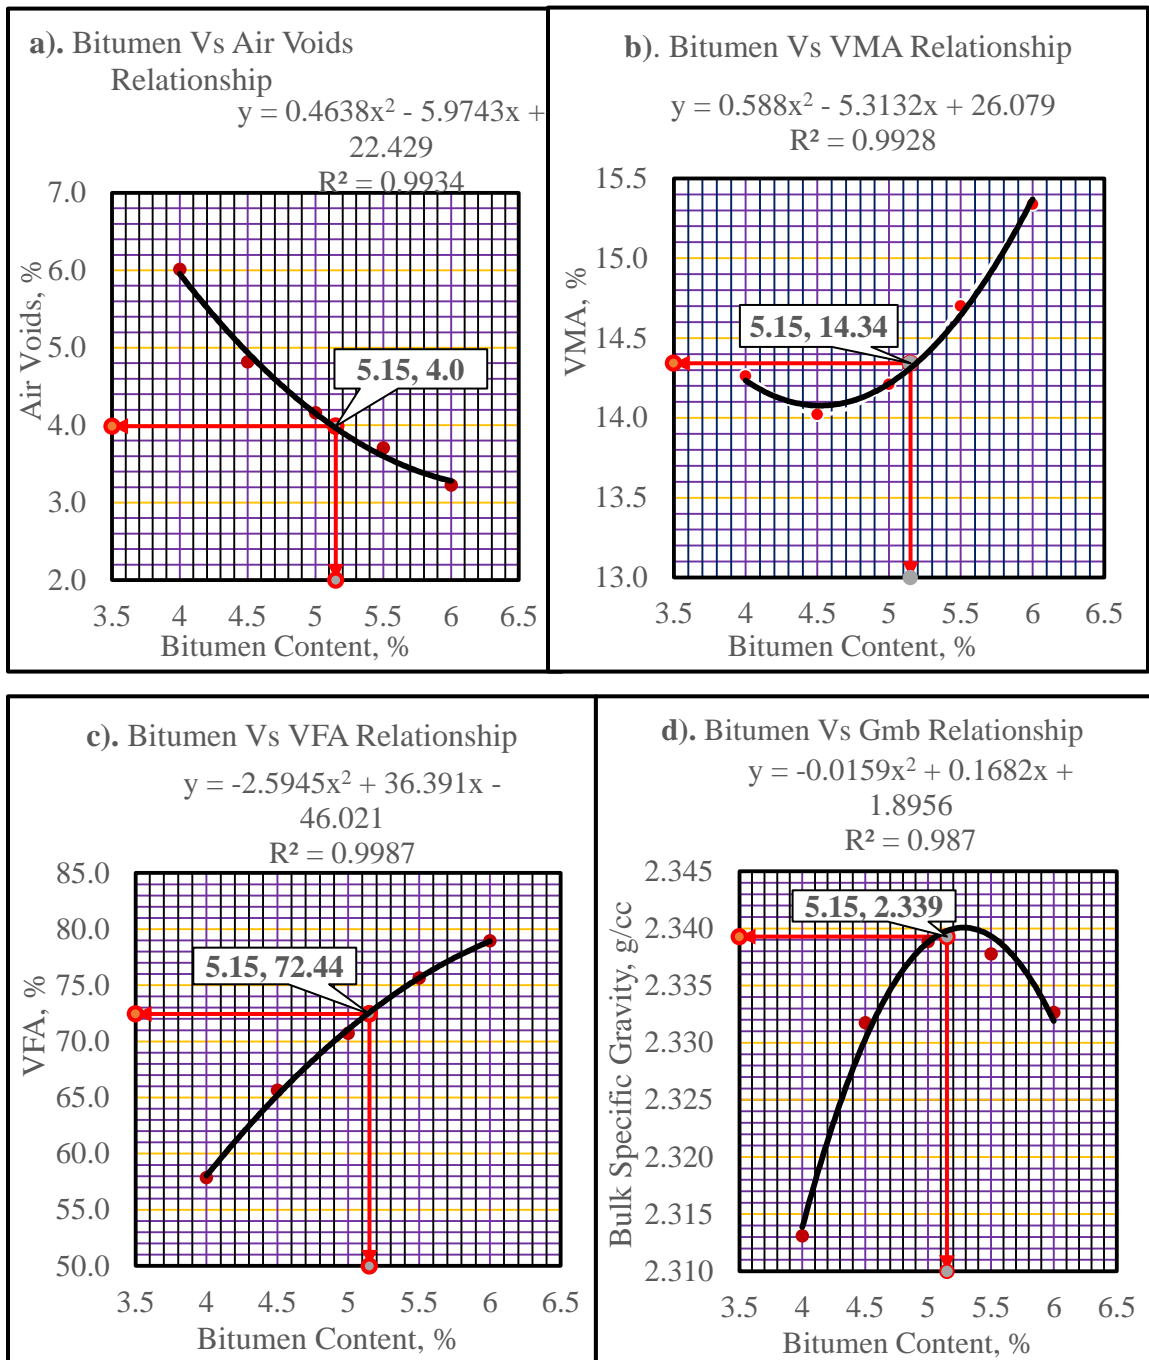 a). Bitumen Vs Air Voids
Relationship
y = 0.4638x² - 5.9743x +
22.429
R² = 0.9934
7.0
6.0
5.0
4.0
3.0
2.0
Air Voids, %
5.15, 4.0
3.5 4 4.5 5 5.5 6 6.5
Bitumen Content, %
b). Bitumen Vs VMA Relationship
y = 0.588x² - 5.3132x + 26.079
R² = 0.9928
15.5
15.0
14.5
14.0
13.5
13.0
VMA, %
5.15, 14.34
3.5 4 4.5 5 5.5 6 6.5
Bitumen Content, %
c). Bitumen Vs VFA Relationship
y = -2.5945x² + 36.391x -
46.021
R² = 0.9987
85.0
80.0
75.0
70.0
65.0
60.0
55.0
50.0
VFA, %
5.15, 72.44
3.5 4 4.5 5 5.5 6 6.5
Bitumen Content, %
d). Bitumen Vs Gmb Relationship
y = -0.0159x² + 0.1682x +
1.8956
R² = 0.987
2.345
2.340
2.335
2.330
2.325
2.320
2.315
2.310
Bulk Specific Gravity, g/cc
5.15, 2.339
3.5 4 4.5 5 5.5 6 6.5
Bitumen Content, %